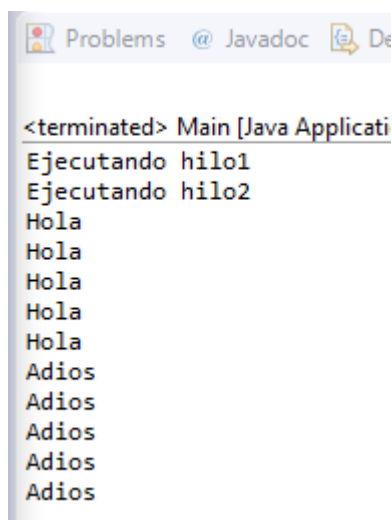 Problems @ Javadoc
<terminated> Main [Java Applicati
Ejecutando hilo1
Ejecutando hilo2
Hola
Hola
Hola
Hola
Hola
Adios
Adios
Adios
Adios
Adios